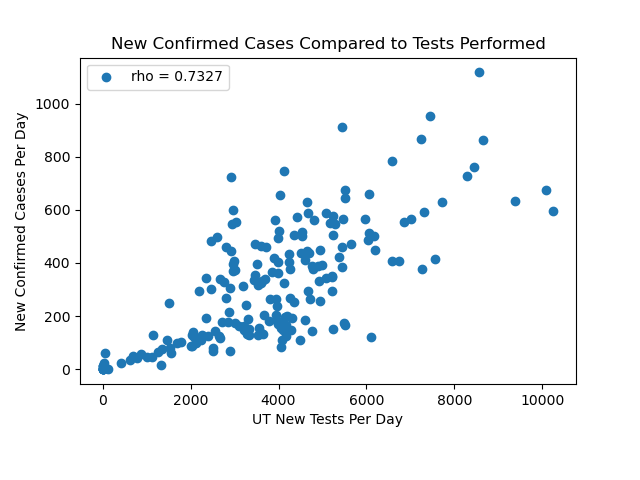 New Confirmed Cases Compared to Tests Performed
rho = 0.7327
New Confirmed Caeses Per Day
1000
800
600
400
200
0
0 2000 4000 6000 8000 10000
UT New Tests Per Day